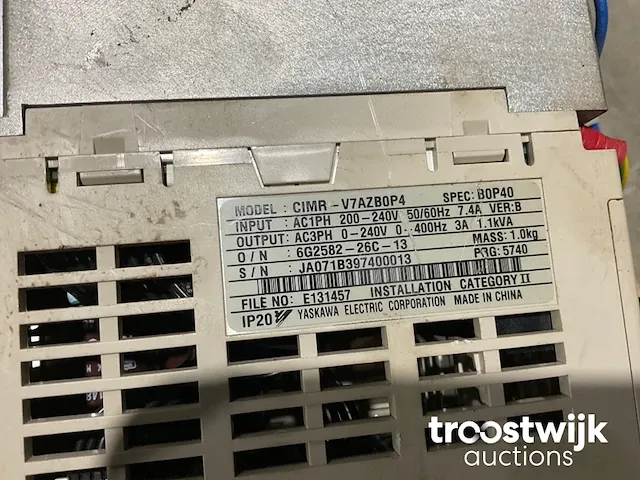 MODEL : CIMR-V7AZB0P4 SPEC: B0P40
INPUT : AC1PH 200-240V 50/60Hz 7.4A VER:B
OUTPUT: AC3PH 0-240V 0-400Hz 3A 1.1kVA
O / N : 6G2582-26C-13 MASS: 1.0kg
S / N : JA071B397400013 PRG: 5740
FILE NO: E131457 INSTALLATION CATEGORY II
IP20 YASKAWA ELECTRIC CORPORATION MADE IN CHINA
troostwijk
auctions